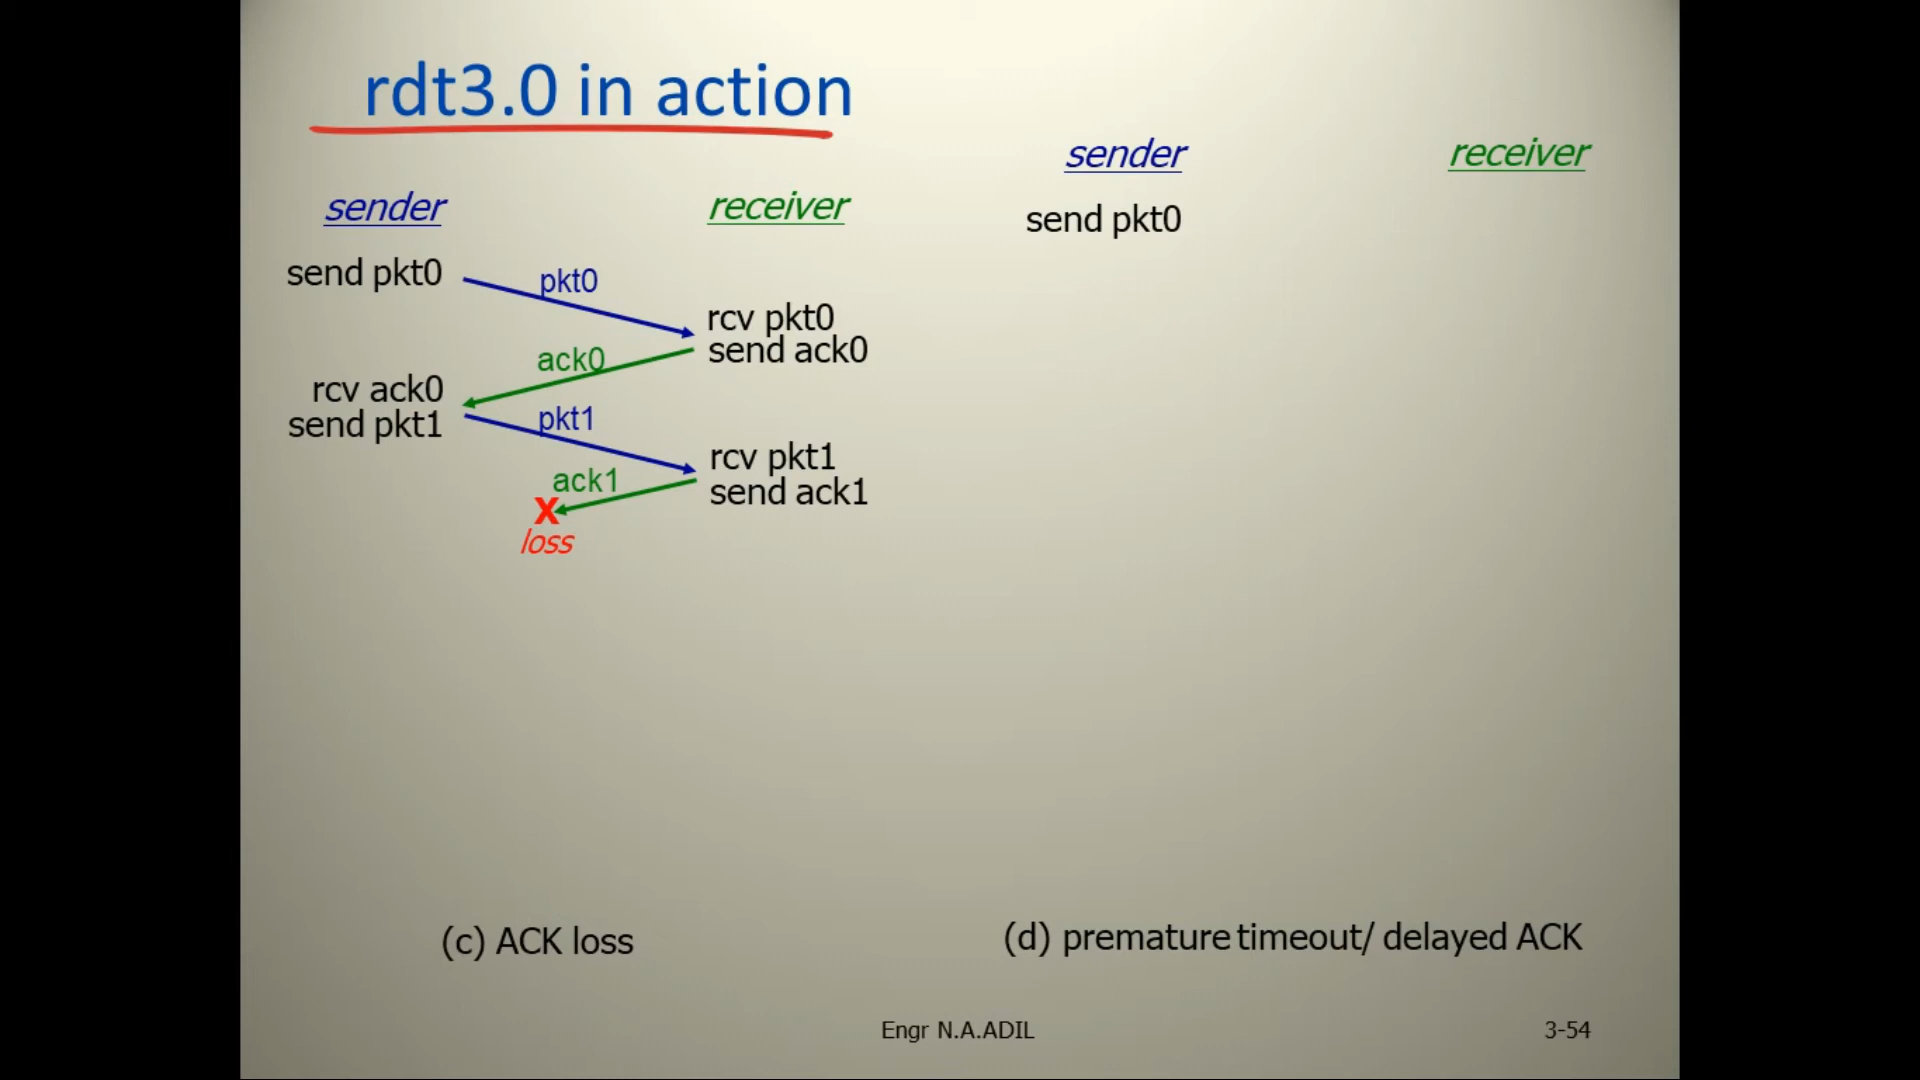 rdt3.0 in action
sender
receiver
send pkt0
pkt0
rcv pkt0
send ack0
ack0
rcv ack0
send pkt1
pkt1
rcv pkt1
send ack1
ack1
X
loss
(c) ACK loss
sender
receiver
send pkt0
(d) premature timeout/ delayed ACK
Engr N.A.ADIL
3-54